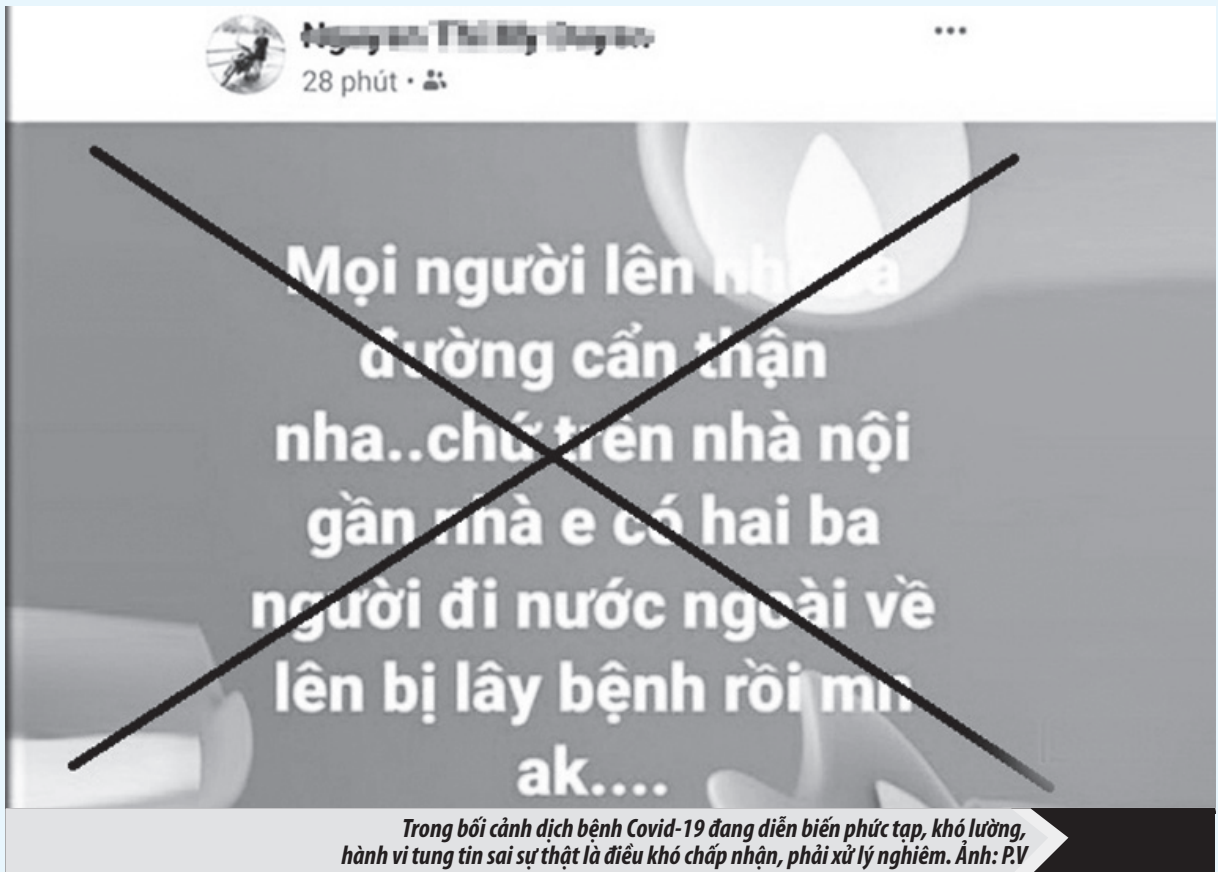 28 phút ·
Mọi người lên
đường cẩn thận
nha..chứ trên nhà nội
gần nhà e có hai ba
người đi nước ngoài về
lên bị lây bệnh rồi mn
ak....
Trong bối cảnh dịch bệnh Covid-19 đang diễn biến phức tạp, khó lường,
hành vi tung tin sai sự thật là điều khó chấp nhận, phải xử lý nghiêm. Ảnh: P.V